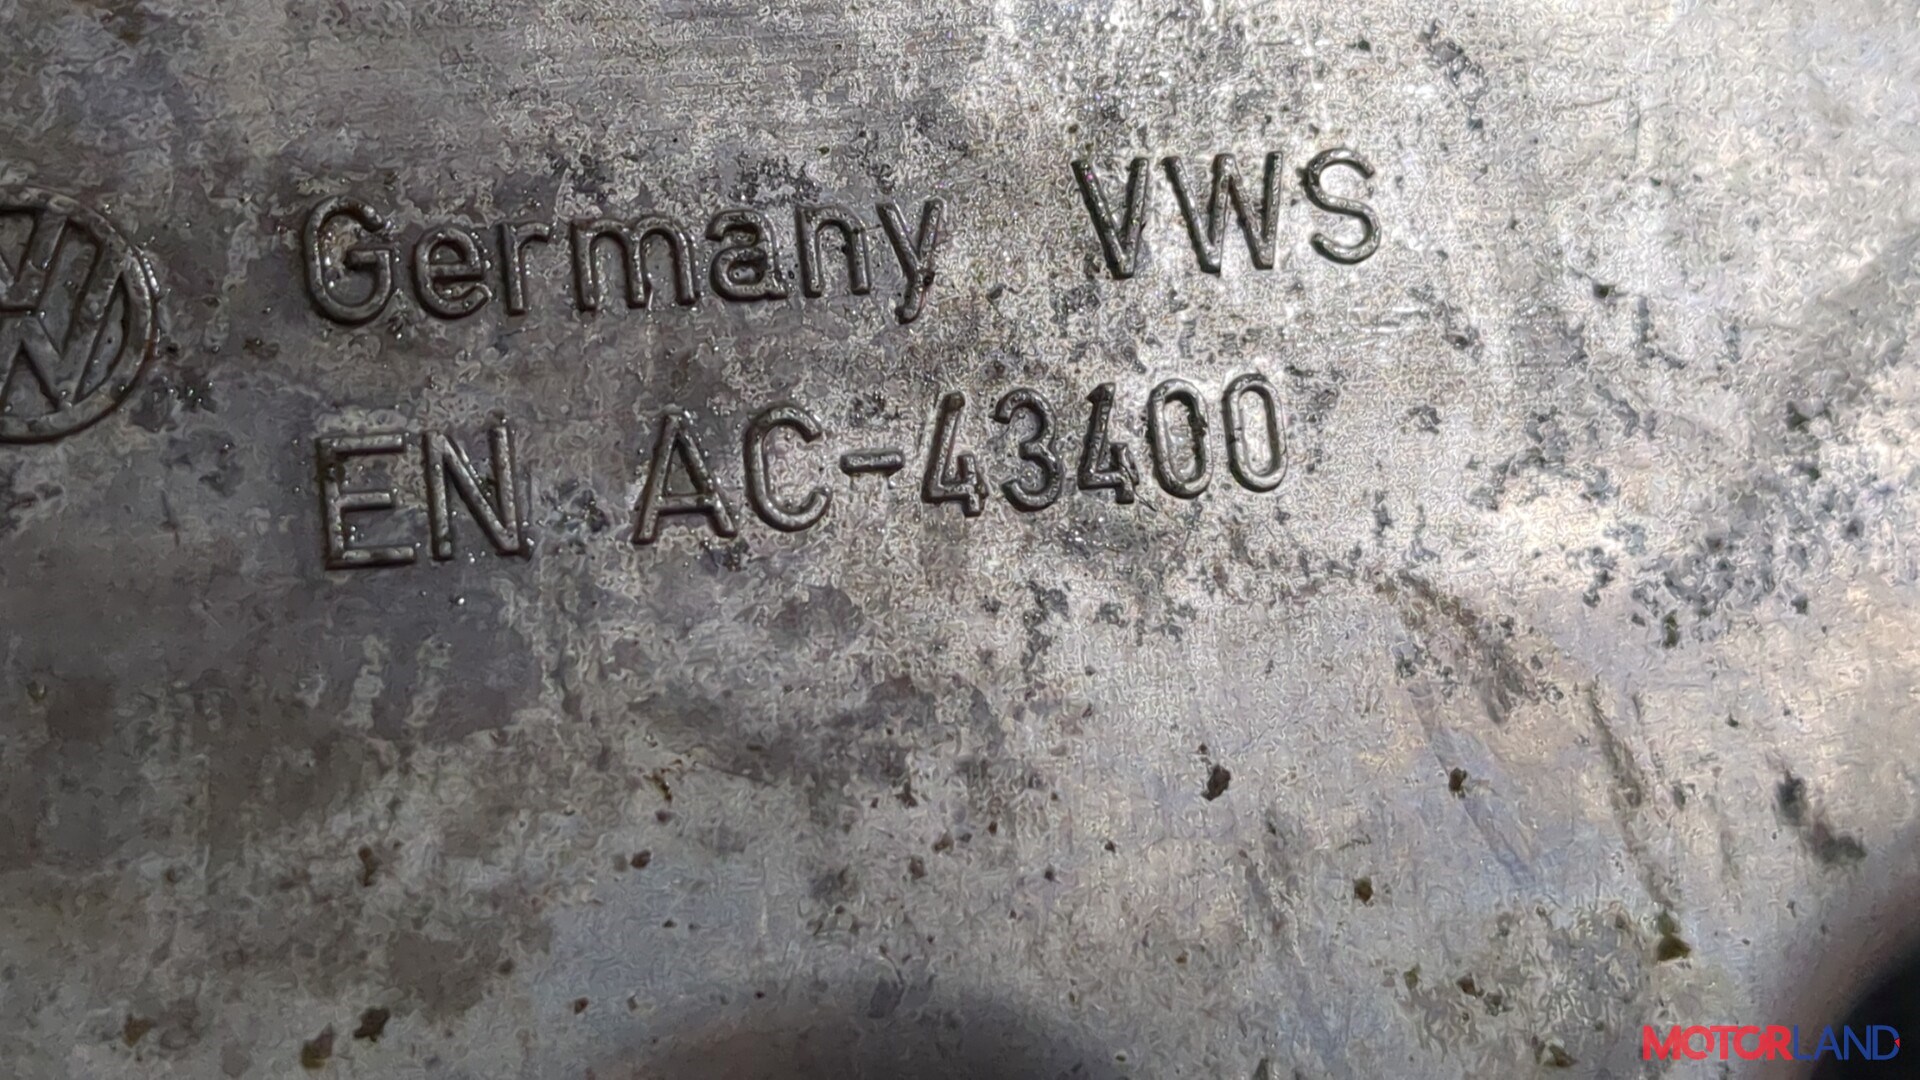 Germany VWS
EN AC-43400
MOTORLAND